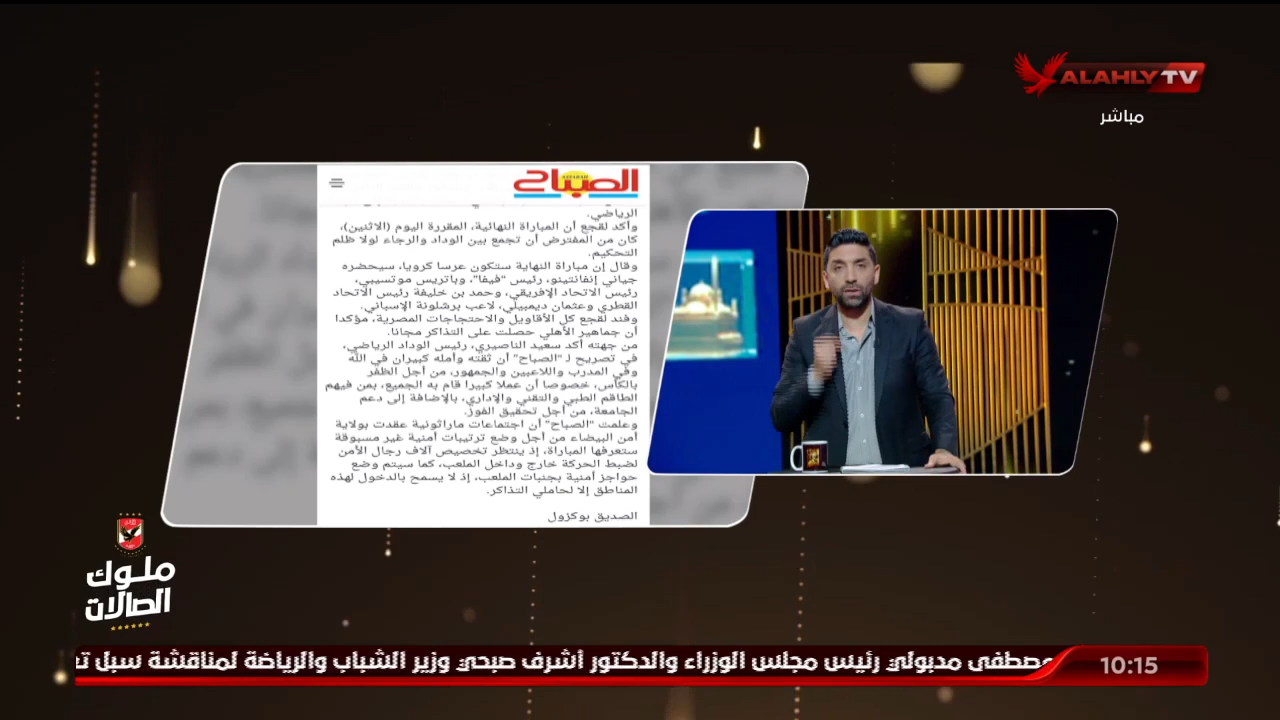 ALAHLY TV
مباشر
الصباح
ASSABAH
الرياضي.
وأكد لقجع أن المباراة النهائية، المقررة اليوم (الاثنين)،
كان من المفترض أن تجمع بين الوداد والرجاء لولا ظلم
التحكيم.
وقال إن مباراة النهاية ستكون عرسا كرويا، سيحضره
جياني إنفانتينو، رئيس "فيفا"، وباتريس موتسيبي،
رئيس الاتحاد الإفريقي، وحمد بن خليفة رئيس الاتحاد
القطري وعثمان ديمبيلي، لاعب برشلونة الإسباني.
وفند لقجع كل الأقاويل والاحتجاجات المصرية، مؤكدا
أن جماهير الأهلي حصلت على التذاكر مجانا.
من جهته أكد سعيد الناصيري، رئيس الوداد الرياضي،
في تصريح لـ "الصباح" أن ثقته وأمله كبيران في الله
وفي المدرب واللاعبين والجمهور، من أجل الظفر
بالكأس، خصوصا أن عملا كبيرا قام به الجميع، بمن فيهم
الطاقم الطبي والتقني والإداري، بالإضافة إلى دعم
الجامعة، من أجل تحقيق الفوز.
وعلمت "الصباح" أن اجتماعات ماراثونية عقدت بولاية
أمن البيضاء من أجل وضع ترتيبات أمنية غير مسبوقة
ستعرفها المباراة، إذ ينتظر تخصيص آلاف رجال الأمن
لضبط الحركة خارج وداخل الملعب، كما سيتم وضع
حواجز أمنية بجنبات الملعب، إذ لا يسمح بالدخول لهذه
المناطق إلا لحاملي التذاكر.
الصديق بوكزول
ملوك
الصالات
مصطفى مدبولي رئيس مجلس الوزراء والدكتور أشرف صبحي وزير الشباب والرياضة لمناقشة سبل
10:15